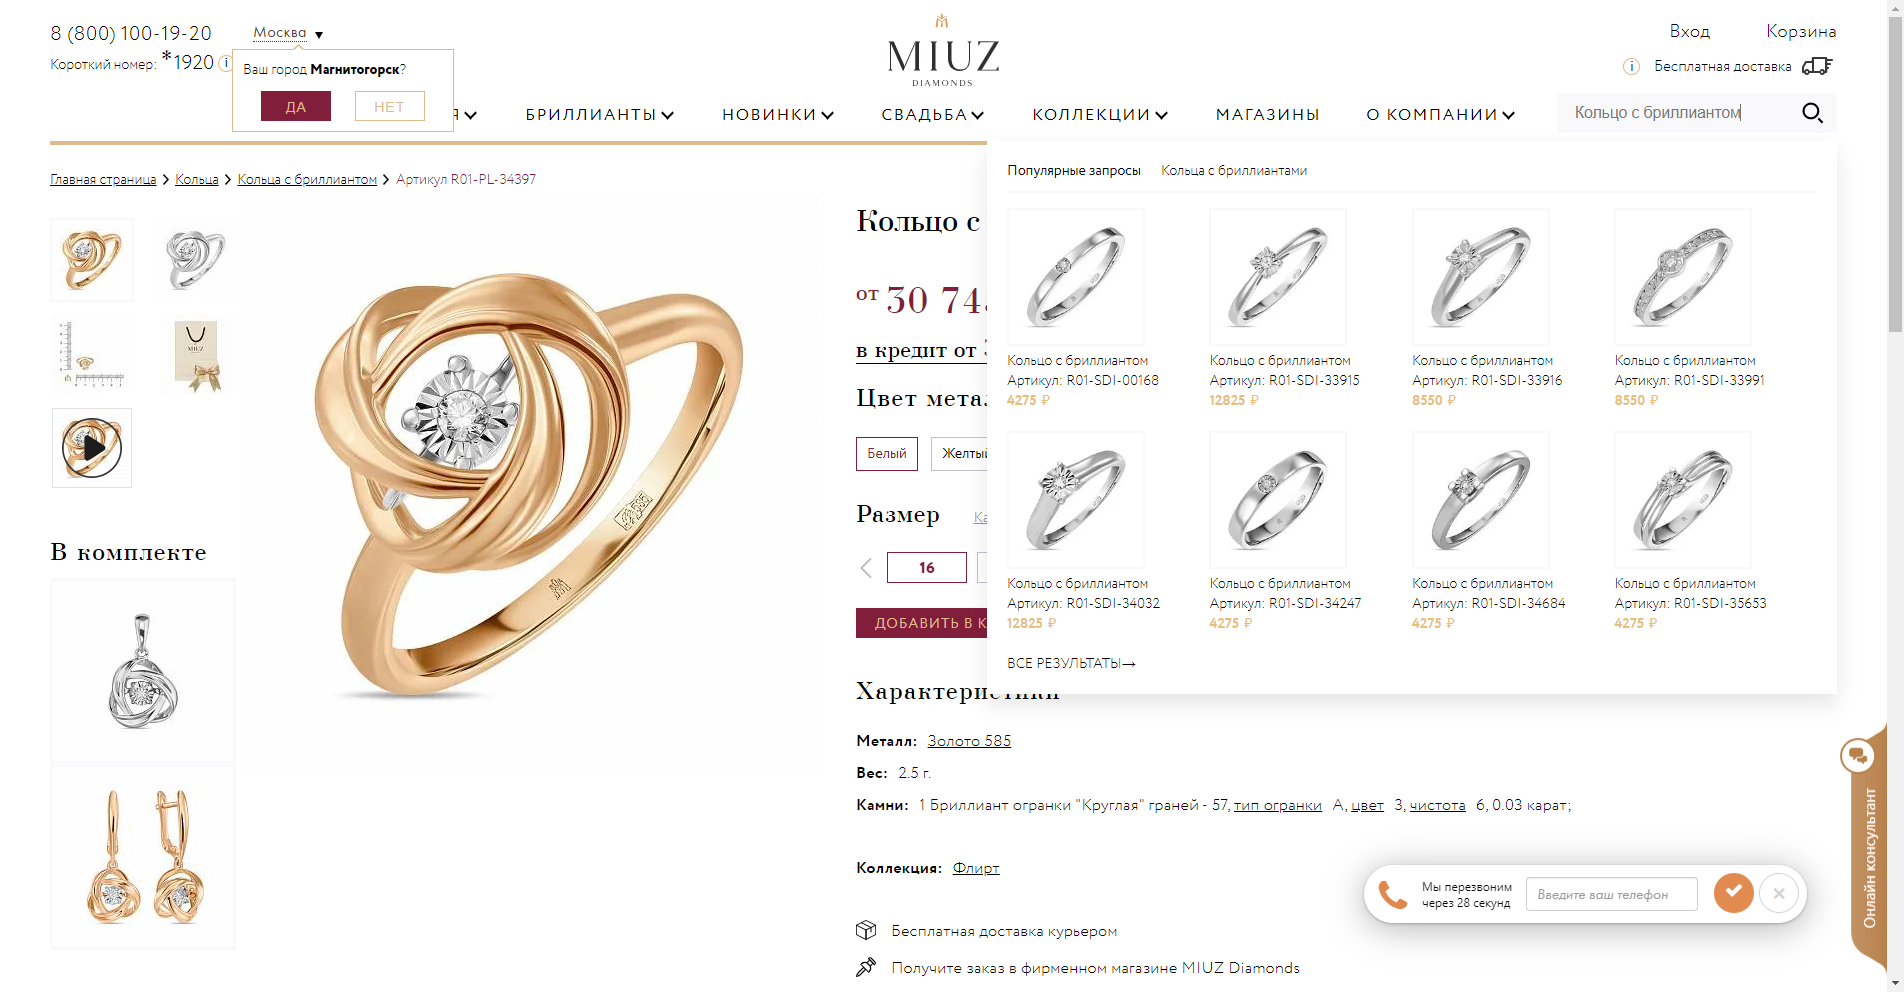 8 (800) 100-19-20
Москва ▼
Короткий номер: *1920
Ваш город Магнитогорск?
ДА
НЕТ
MIUZ
DIAMONDS
Вход
Корзина
Бесплатная доставка
БРИЛЛИАНТЫ
НОВИНКИ
СВАДЬБА
КОЛЛЕКЦИИ
МАГАЗИНЫ
О КОМПАНИИ
Кольцо с бриллиантом
Главная страница > Кольца > Кольца с бриллиантом > Артикул R01-PL-34397
Популярные запросы
Кольца с бриллиантами
Кольцо с бриллиантом
Артикул: R01-SDI-00168
4275 ₽
Кольцо с бриллиантом
Артикул: R01-SDI-33915
12825 ₽
Кольцо с бриллиантом
Артикул: R01-SDI-33916
8550 ₽
Кольцо с бриллиантом
Артикул: R01-SDI-33991
8550 ₽
Кольцо с бриллиантом
Артикул: R01-SDI-34032
12825 ₽
Кольцо с бриллиантом
Артикул: R01-SDI-34247
4275 ₽
Кольцо с бриллиантом
Артикул: R01-SDI-34684
4275 ₽
Кольцо с бриллиантом
Артикул: R01-SDI-35653
4275 ₽
ВСЕ РЕЗУЛЬТАТЫ→
MIUZ
585
В комплекте
Кольцо с
от 30 74
в кредит от
Цвет метал
Белый
Желтый
Размер
Ка
16
ДОБАВИТЬ В К
Характеристики
Металл: Золото 585
Вес: 2.5 г.
Камни: 1 Бриллиант огранки "Круглая" граней - 57, тип огранки А, цвет 3, чистота 6, 0.03 карат;
Коллекция: Флирт
Бесплатная доставка курьером
Получите заказ в фирменном магазине MIUZ Diamonds
Мы перезвоним
через 28 секунд
Введите ваш телефон
Онлайн консультант